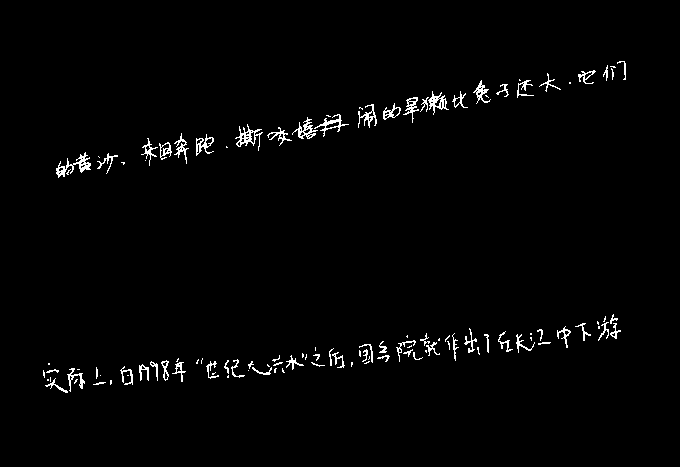 的黄沙、来回奔跑、撕咬嬉闹的旱獭比兔子还大.它们
实际上,自1998年“世纪大洪水”之后,国务院就作出了在长江中下游